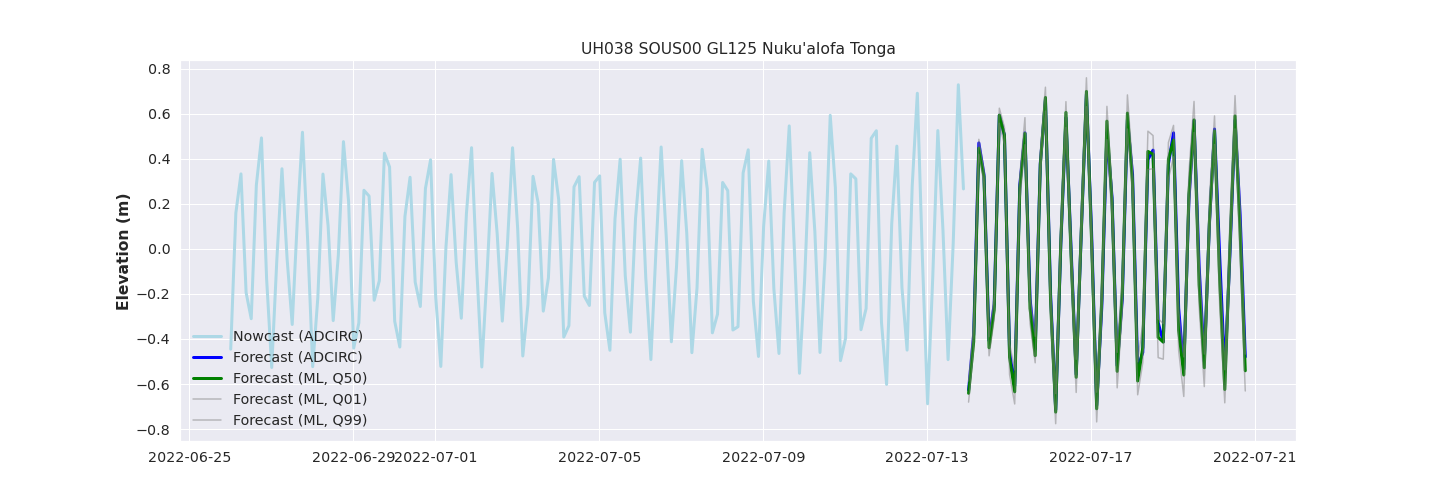 UH038 SOUS00 GL125 Nuku'alofa Tonga
0.8
0.6
0.4
0.2
0.0
−0.2
−0.4
−0.6
−0.8
Elevation (m)
Nowcast (ADCIRC)
Forecast (ADCIRC)
Forecast (ML, Q50)
Forecast (ML, Q01)
Forecast (ML, Q99)
2022-06-25 2022-06-29 2022-07-01 2022-07-05 2022-07-09 2022-07-13 2022-07-17 2022-07-21